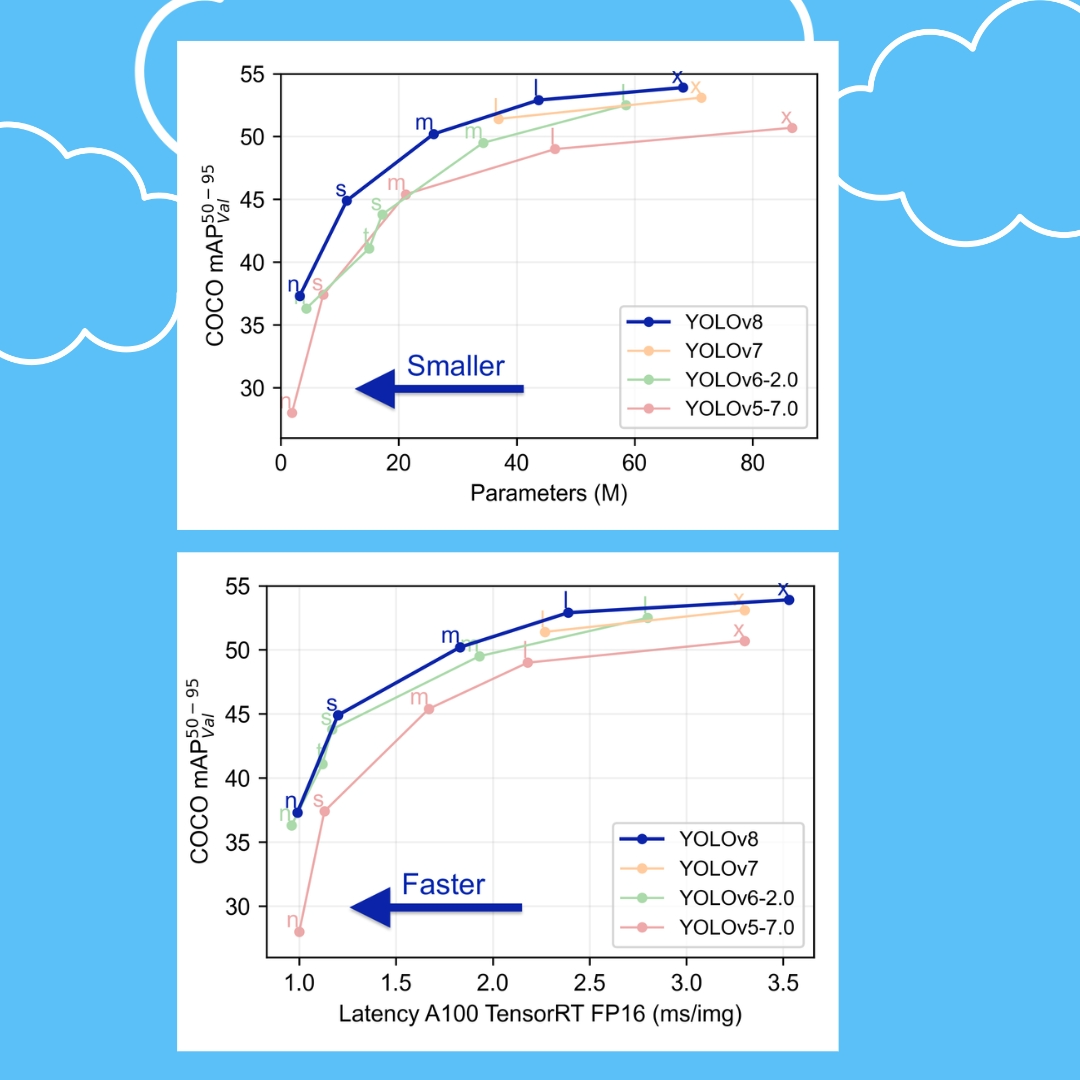 55
50
45
40
35
30
COCO mAP50-95 Val
n
s
m
l
x
l
x
n
t
s
m
l
n
s
m
l
x
Smaller
YOLOv8
YOLOv7
YOLOv6-2.0
YOLOv5-7.0
0 20 40 60 80
Parameters (M)
55
50
45
40
35
30
COCO mAP50-95 Val
n
s
m
l
x
l
x
n
t
s
m
l
n
s
m
l
x
Faster
YOLOv8
YOLOv7
YOLOv6-2.0
YOLOv5-7.0
1.0 1.5 2.0 2.5 3.0 3.5
Latency A100 TensorRT FP16 (ms/img)